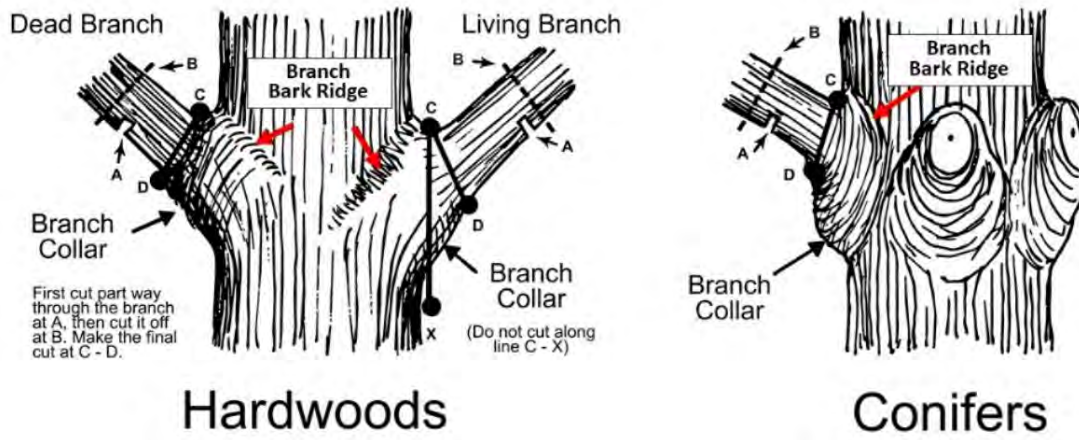 Dead Branch
Living Branch
B
Branch
Bark Ridge
B
C
C
A
A
D
D
Branch
Collar
Branch
Collar
First cut part way
through the branch
at A, then cut it off
at B. Make the final
cut at C - D.
X
(Do not cut along
line C - X)
Hardwoods
B
Branch
Bark Ridge
C
A
D
Branch
Collar
Conifers